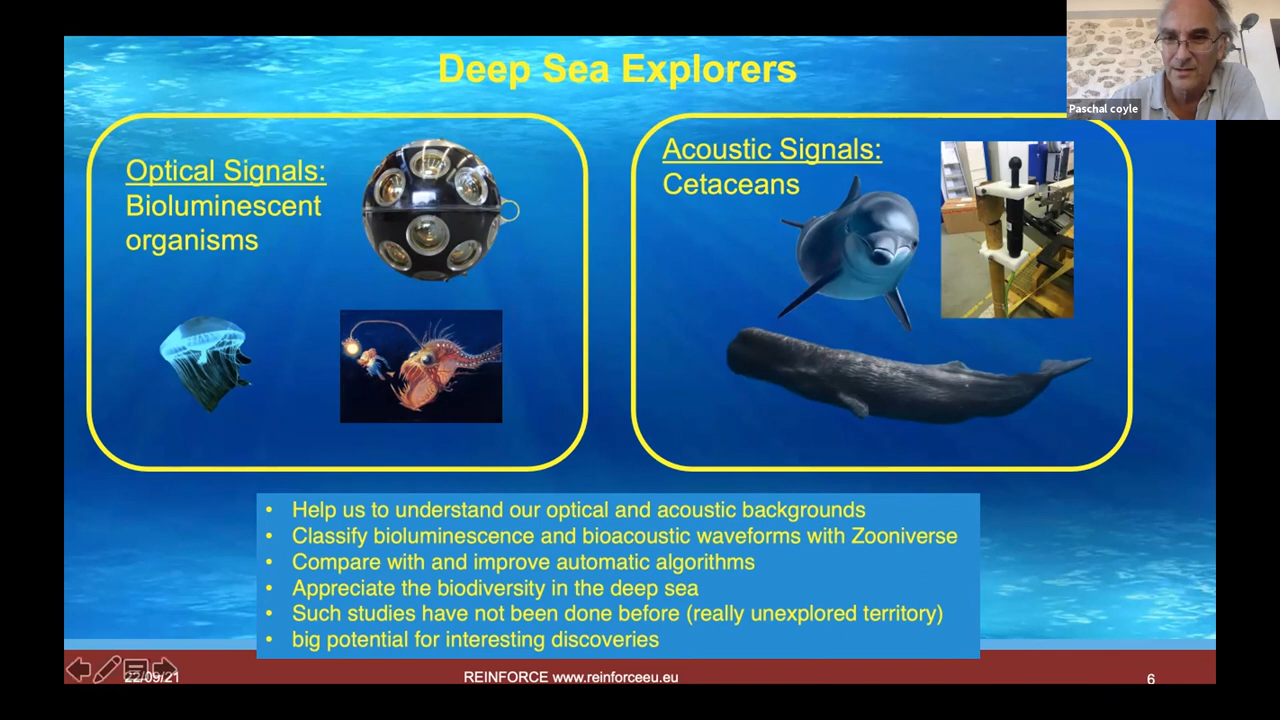 Deep Sea Explorers
Paschal coyle
Optical Signals:
Bioluminescent
organisms
Acoustic Signals:
Cetaceans
• Help us to understand our optical and acoustic backgrounds
• Classify bioluminescence and bioacoustic waveforms with Zooniverse
• Compare with and improve automatic algorithms
• Appreciate the biodiversity in the deep sea
• Such studies have not been done before (really unexplored territory)
• big potential for interesting discoveries
22/09/21
REINFORCE www.reinforceeu.eu
6